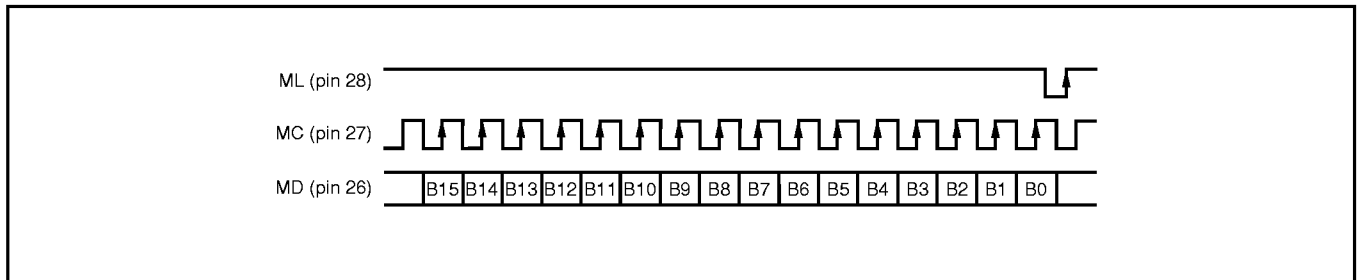 ML (pin 28)
MC (pin 27)
MD (pin 26) B15 B14 B13 B12 B11 B10 B9 B8 B7 B6 B5 B4 B3 B2 B1 B0